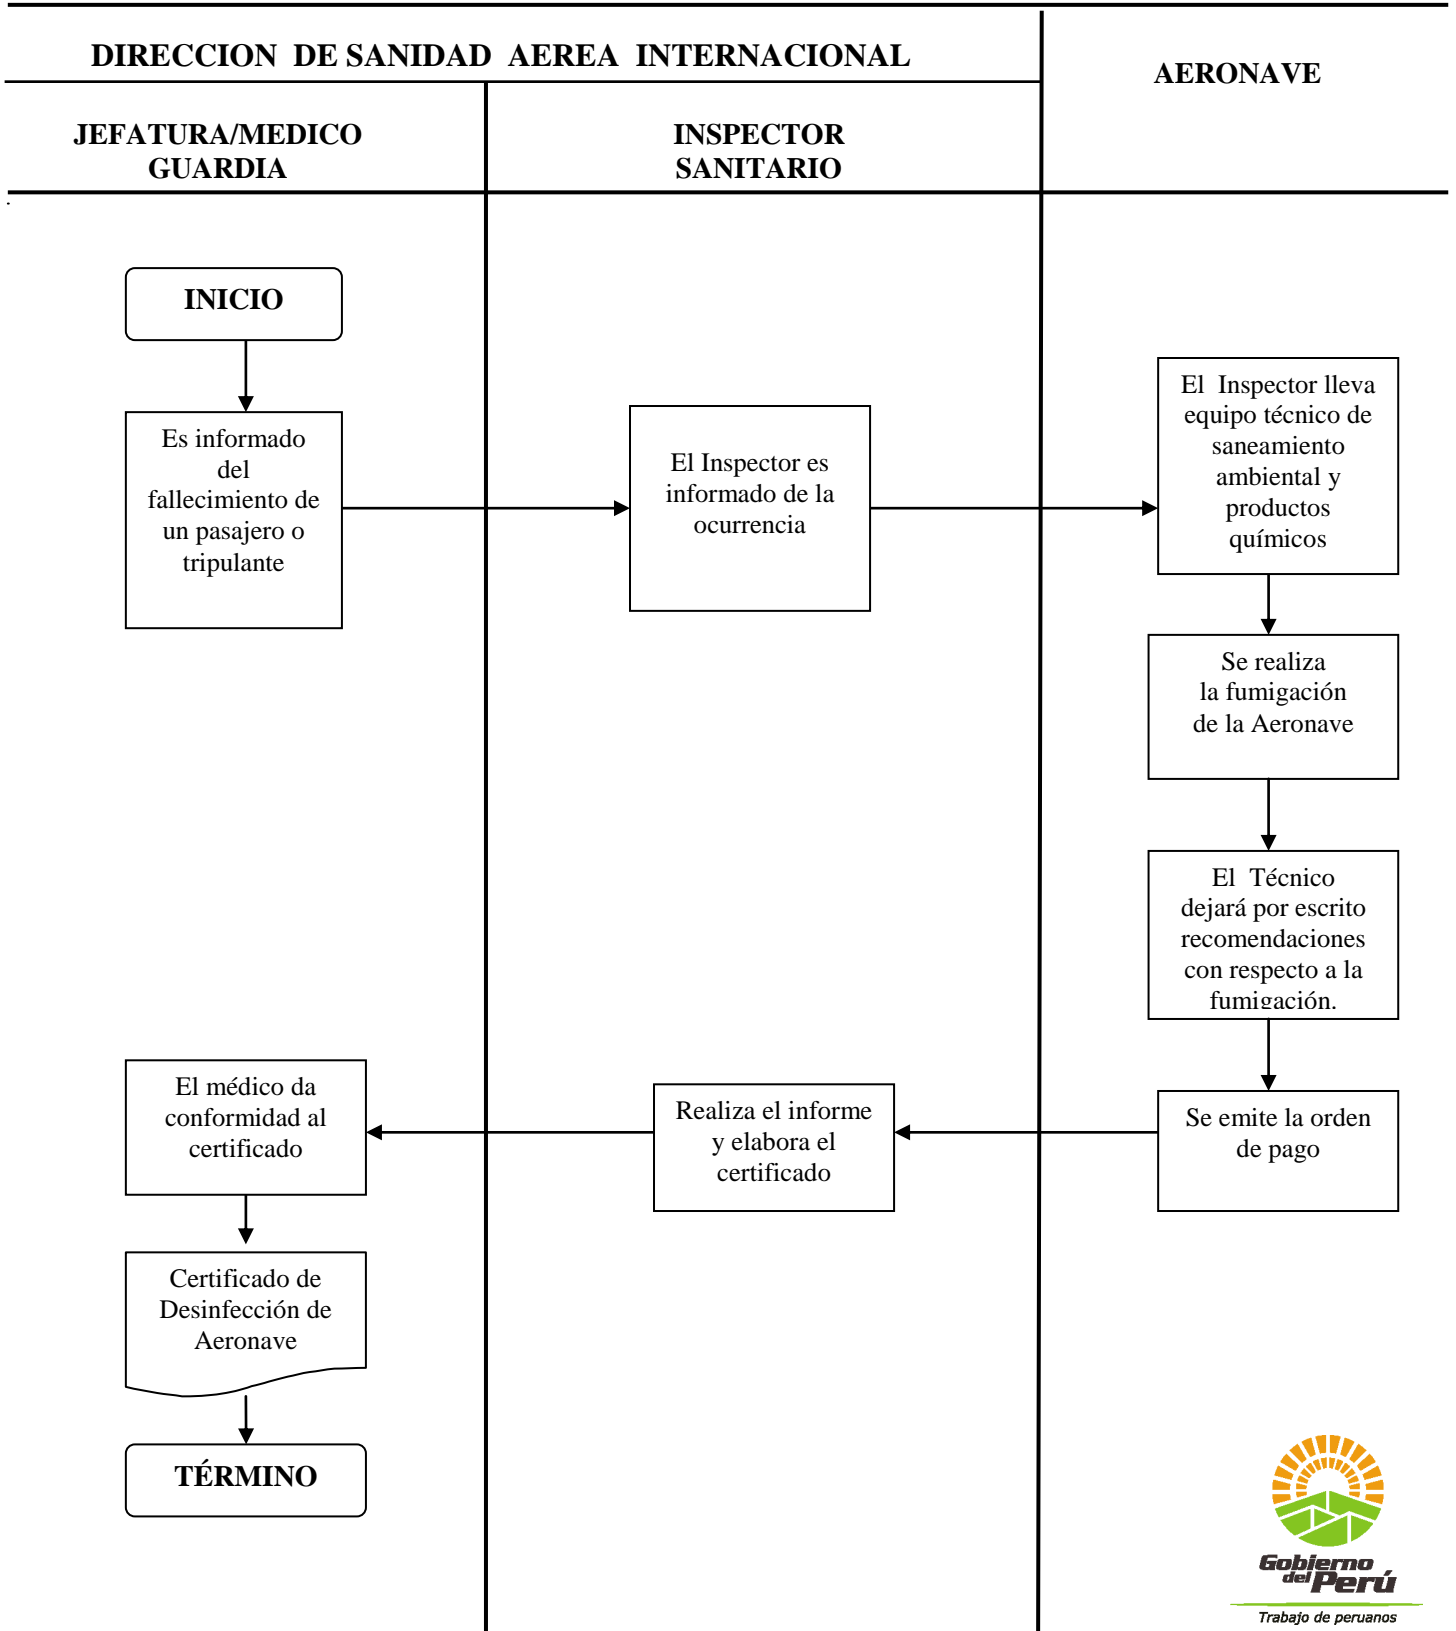 DIRECCION DE SANIDAD AEREA INTERNACIONAL
AERONAVE
JEFATURA/MEDICO
GUARDIA
INSPECTOR
SANITARIO
INICIO
Es informado
del
fallecimiento de
un pasajero o
tripulante
El Inspector es
informado de la
ocurrencia
El Inspector lleva
equipo técnico de
saneamiento
ambiental y
productos
químicos
Se realiza
la fumigación
de la Aeronave
El Técnico
dejará por escrito
recomendaciones
con respecto a la
fumigación.
Se emite la orden
de pago
Realiza el informe
y elabora el
certificado
El médico da
conformidad al
certificado
Certificado de
Desinfección de
Aeronave
TÉRMINO
Gobierno
del Perú
Trabajo de peruanos